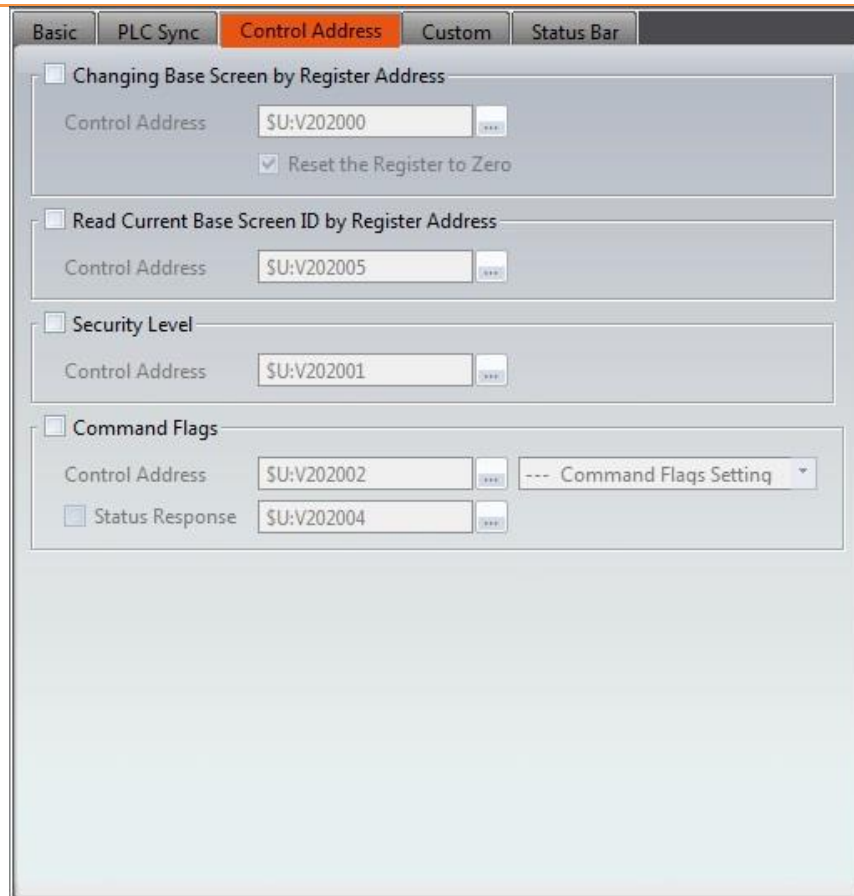 Basic PLC Sync Control Address Custom Status Bar
Changing Base Screen by Register Address
Control Address $U:V202000 ...
Reset the Register to Zero
Read Current Base Screen ID by Register Address
Control Address $U:V202005 ...
Security Level
Control Address $U:V202001 ...
Command Flags
Control Address $U:V202002 ... --- Command Flags Setting
Status Response $U:V202004 ...